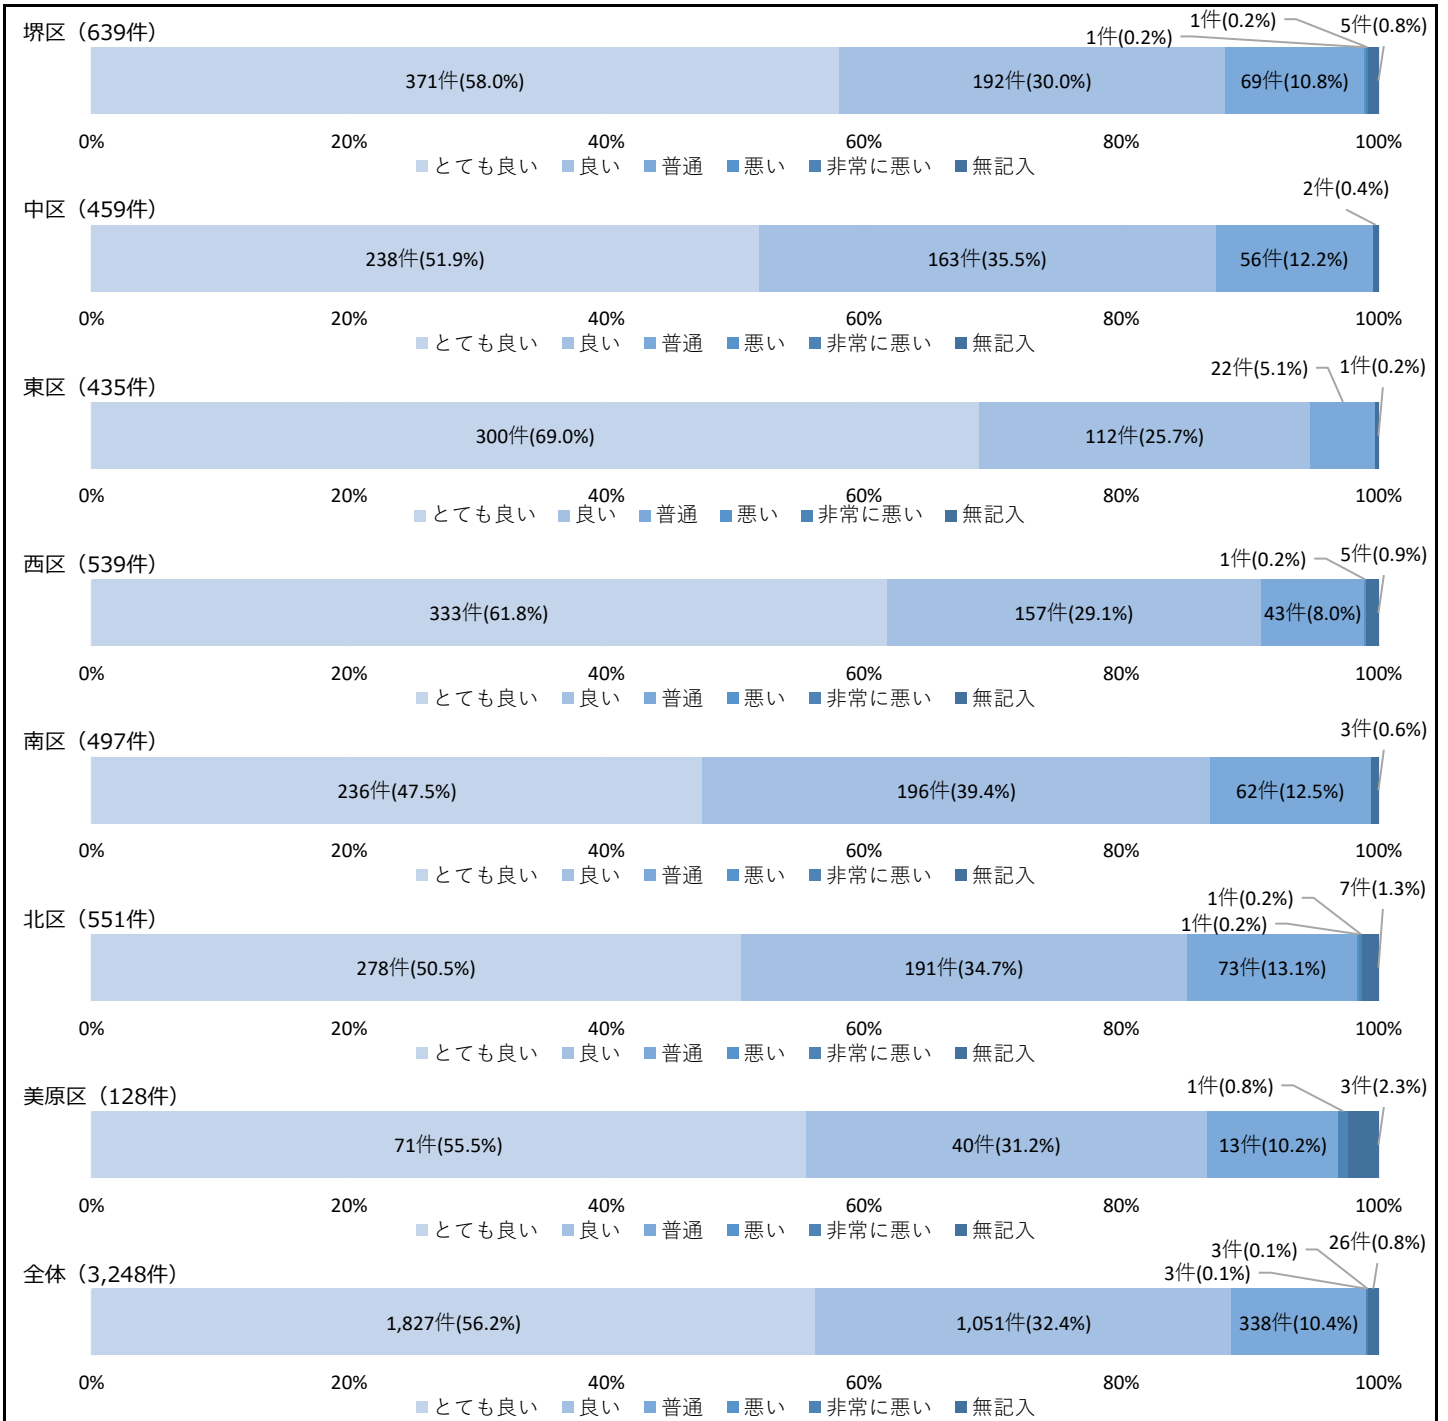 堺区（639件）
1件(0.2%)
1件(0.2%)
5件(0.8%)
371件(58.0%) 192件(30.0%) 69件(10.8%)
0% 20% 40% 60% 80% 100%
とても良い 良い 普通 悪い 非常に悪い 無記入
中区（459件）
2件(0.4%)
238件(51.9%) 163件(35.5%) 56件(12.2%)
0% 20% 40% 60% 80% 100%
とても良い 良い 普通 悪い 非常に悪い 無記入
東区（435件）
22件(5.1%) 1件(0.2%)
300件(69.0%) 112件(25.7%)
0% 20% 40% 60% 80% 100%
とても良い 良い 普通 悪い 非常に悪い 無記入
西区（539件）
1件(0.2%) 5件(0.9%)
333件(61.8%) 157件(29.1%) 43件(8.0%)
0% 20% 40% 60% 80% 100%
とても良い 良い 普通 悪い 非常に悪い 無記入
南区（497件）
3件(0.6%)
236件(47.5%) 196件(39.4%) 62件(12.5%)
0% 20% 40% 60% 80% 100%
とても良い 良い 普通 悪い 非常に悪い 無記入
北区（551件）
1件(0.2%)
1件(0.2%)
7件(1.3%)
278件(50.5%) 191件(34.7%) 73件(13.1%)
0% 20% 40% 60% 80% 100%
とても良い 良い 普通 悪い 非常に悪い 無記入
美原区（128件）
1件(0.8%) 3件(2.3%)
71件(55.5%) 40件(31.2%) 13件(10.2%)
0% 20% 40% 60% 80% 100%
とても良い 良い 普通 悪い 非常に悪い 無記入
全体（3,248件）
3件(0.1%)
3件(0.1%)
26件(0.8%)
1,827件(56.2%) 1,051件(32.4%) 338件(10.4%)
0% 20% 40% 60% 80% 100%
とても良い 良い 普通 悪い 非常に悪い 無記入